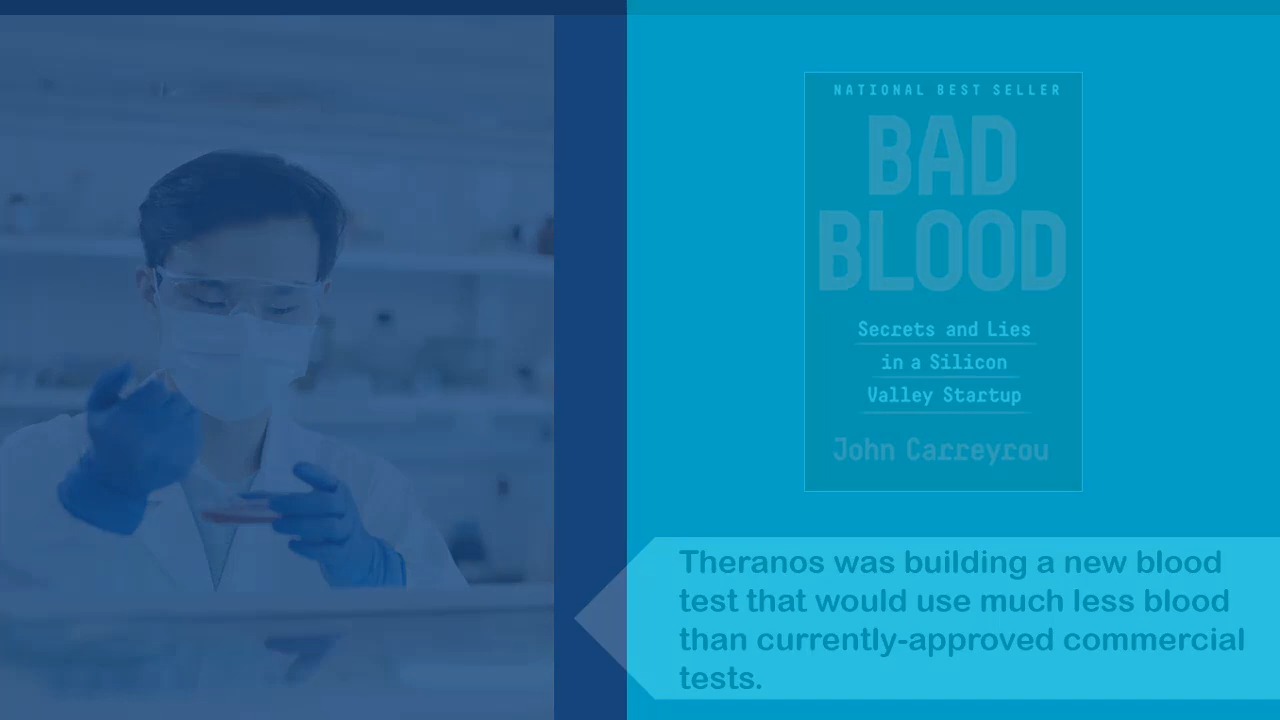 NATIONAL BEST SELLER
BAD
BLOOD
Secrets and Lies
in a Silicon
Valley Startup
John Carreyrou
Theranos was building a new blood
test that would use much less blood
than currently-approved commercial
tests.